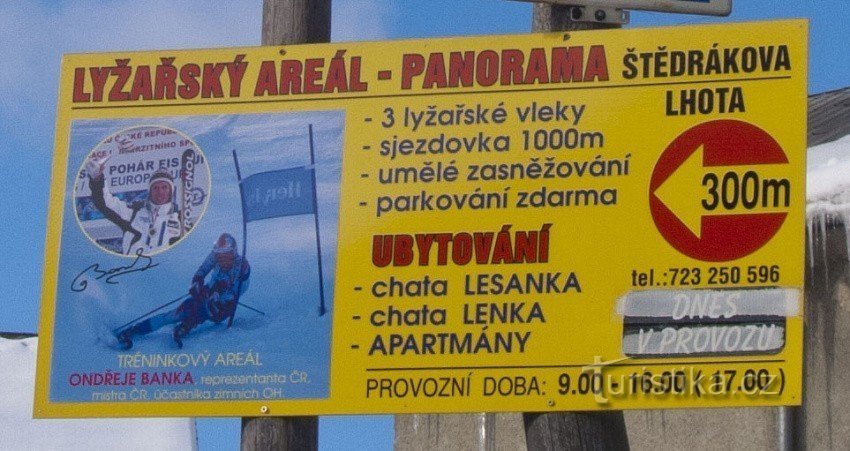 LYŽAŘSKÝ AREÁL - PANORAMA ŠTĚDRÁKOVA
LHOTA
- 3 lyžařské vleky
- sjezdovka 1000m
- umělé zasněžování
- parkování zdarma
300m
POHÁR FIS
ROSSIGNOL
UBYTOVÁNÍ
- chata LESANKA
- chata LENKA
- APARTMÁNY
tel.:723 250 596
DNES
V PROVOZU
TRÉNINKOVÝ AREÁL
ONDŘEJE BANKA, reprezentanta ČR,
mistra ČR, účastníka zimních OH
PROVOZNÍ DOBA: 9.00 - 16.00 ( 17.00 )
turistika.cz